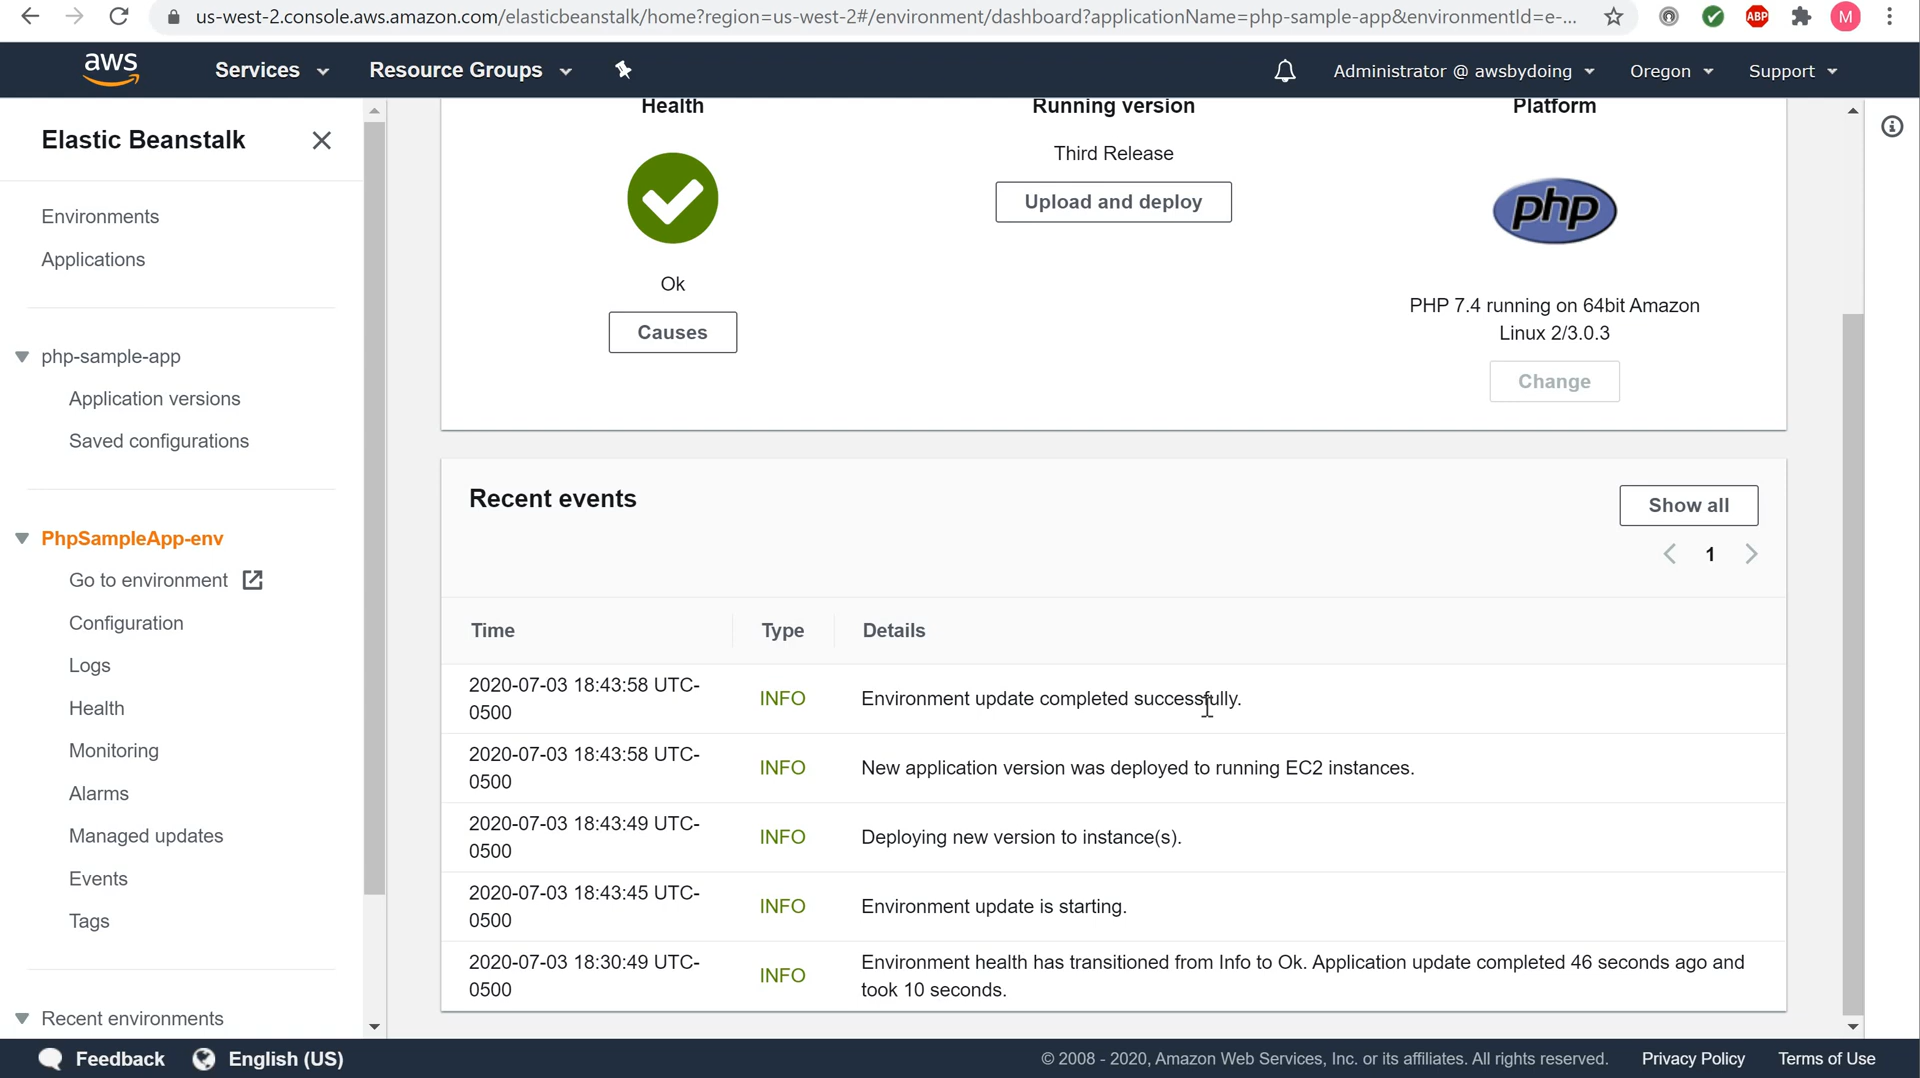 us-west-2.console.aws.amazon.com/elasticbeanstalk/home?region=us-west-2#/environment/dashboard?applicationName=php-sample-app&environmentId=e-...
ABP
M
aws
Services
Resource Groups
Administrator @ awsbydoing
Oregon
Support
Elastic Beanstalk
Environments
Applications
php-sample-app
Application versions
Saved configurations
PhpSampleApp-env
Go to environment
Configuration
Logs
Health
Monitoring
Alarms
Managed updates
Events
Tags
Recent environments
Health
Ok
Causes
Running version
Third Release
Upload and deploy
Platform
php
PHP 7.4 running on 64bit Amazon
Linux 2/3.0.3
Change
Recent events
Show all
1
Time Type Details
2020-07-03 18:43:58 UTC-
0500
INFO
Environment update completed successfully.
2020-07-03 18:43:58 UTC-
0500
INFO
New application version was deployed to running EC2 instances.
2020-07-03 18:43:49 UTC-
0500
INFO
Deploying new version to instance(s).
2020-07-03 18:43:45 UTC-
0500
INFO
Environment update is starting.
2020-07-03 18:30:49 UTC-
0500
INFO
Environment health has transitioned from Info to Ok. Application update completed 46 seconds ago and
took 10 seconds.
Feedback
English (US)
© 2008 - 2020, Amazon Web Services, Inc. or its affiliates. All rights reserved.
Privacy Policy
Terms of Use